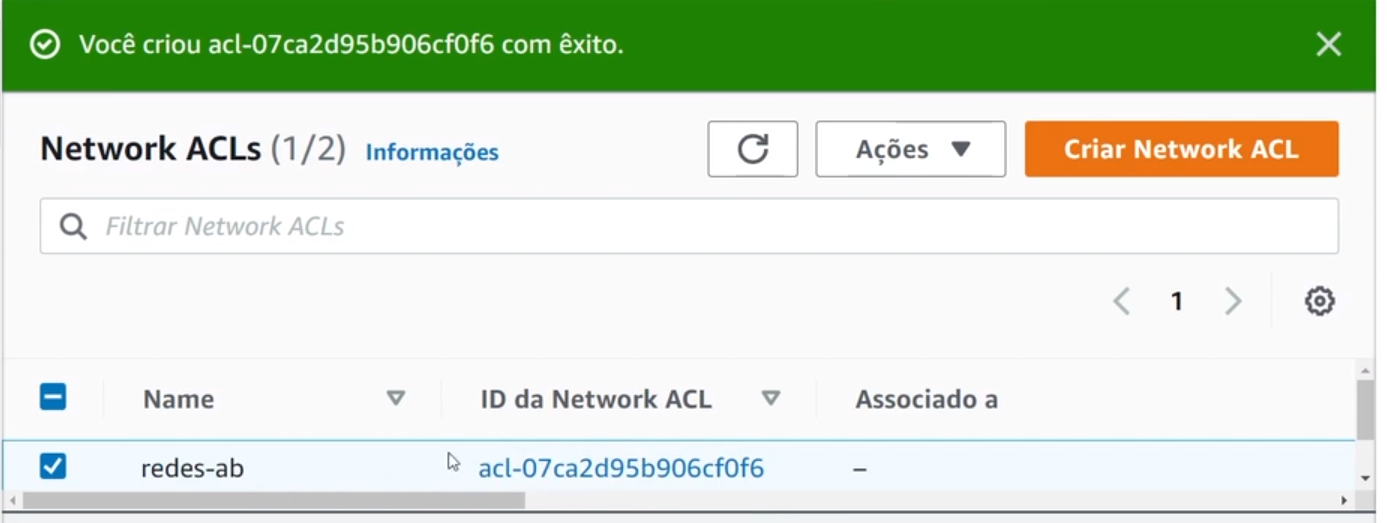 Você criou acl-07ca2d95b906cf0f6 com êxito.
Network ACLs (1/2) Informações Ações Criar Network ACL
Filtrar Network ACLs
1
Name ID da Network ACL Associado a
redes-ab acl-07ca2d95b906cf0f6 –